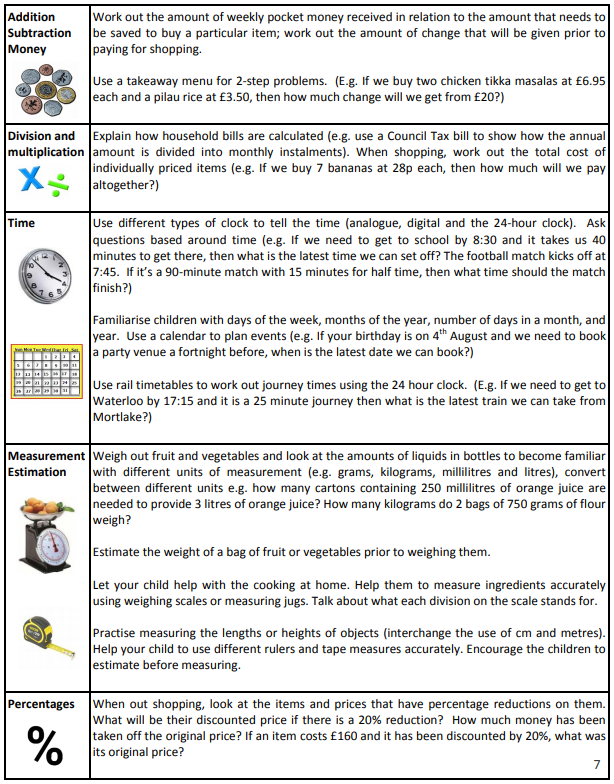 Addition
Subtraction
Money
Work out the amount of weekly pocket money received in relation to the amount that needs to
be saved to buy a particular item; work out the amount of change that will be given prior to
paying for shopping.
Use a takeaway menu for 2-step problems. (E.g. If we buy two chicken tikka masalas at £6.95
each and a pilau rice at £3.50, then how much change will we get from £20?)
Division and
multiplication
Explain how household bills are calculated (e.g. use a Council Tax bill to show how the annual
amount is divided into monthly instalments). When shopping, work out the total cost of
individually priced items (e.g. If we buy 7 bananas at 28p each, then how much will we pay
altogether?)
Time
Use different types of clock to tell the time (analogue, digital and the 24-hour clock). Ask
questions based around time (e.g. If we need to get to school by 8:30 and it takes us 40
minutes to get there, then what is the latest time we can set off? The football match kicks off at
7:45. If it's a 90-minute match with 15 minutes for half time, then what time should the match
finish?)
Familiarise children with days of the week, months of the year, number of days in a month, and
year. Use a calendar to plan events (e.g. If your birthday is on 4th August and we need to book
a party venue a fortnight before, when is the latest date we can book?)
Use rail timetables to work out journey times using the 24 hour clock. (E.g. If we need to get to
Waterloo by 17:15 and it is a 25 minute journey then what is the latest train we can take from
Mortlake?)
Measurement
Estimation
Weigh out fruit and vegetables and look at the amounts of liquids in bottles to become familiar
with different units of measurement (e.g. grams, kilograms, millilitres and litres), convert
between different units e.g. how many cartons containing 250 millilitres of orange juice are
needed to provide 3 litres of orange juice? How many kilograms do 2 bags of 750 grams of flour
weigh?
Estimate the weight of a bag of fruit or vegetables prior to weighing them.
Let your child help with the cooking at home. Help them to measure ingredients accurately
using weighing scales or measuring jugs. Talk about what each division on the scale stands for.
Practise measuring the lengths or heights of objects (interchange the use of cm and metres).
Help your child to use different rulers and tape measures accurately. Encourage the children to
estimate before measuring.
Percentages
%
When out shopping, look at the items and prices that have percentage reductions on them.
What will be their discounted price if there is a 20% reduction? How much money has been
taken off the original price? If an item costs £160 and it has been discounted by 20%, what was
its original price?
7